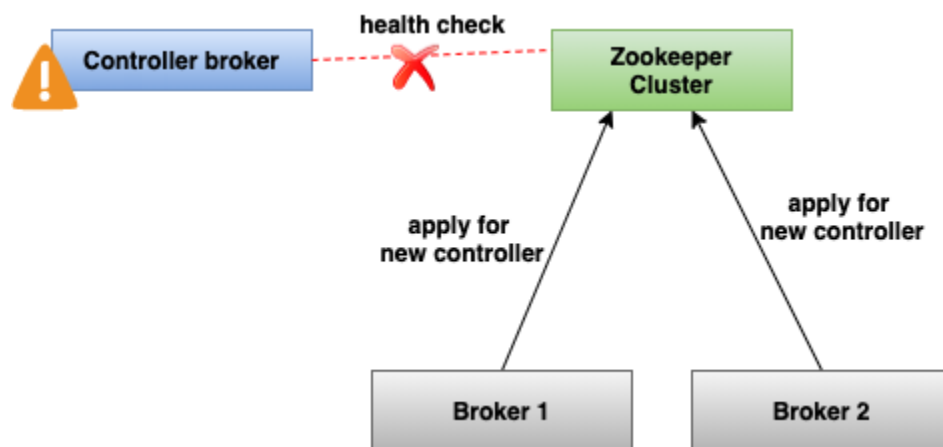 health check
Controller broker
Zookeeper
Cluster
apply for
new controller
apply for
new controller
Broker 1
Broker 2